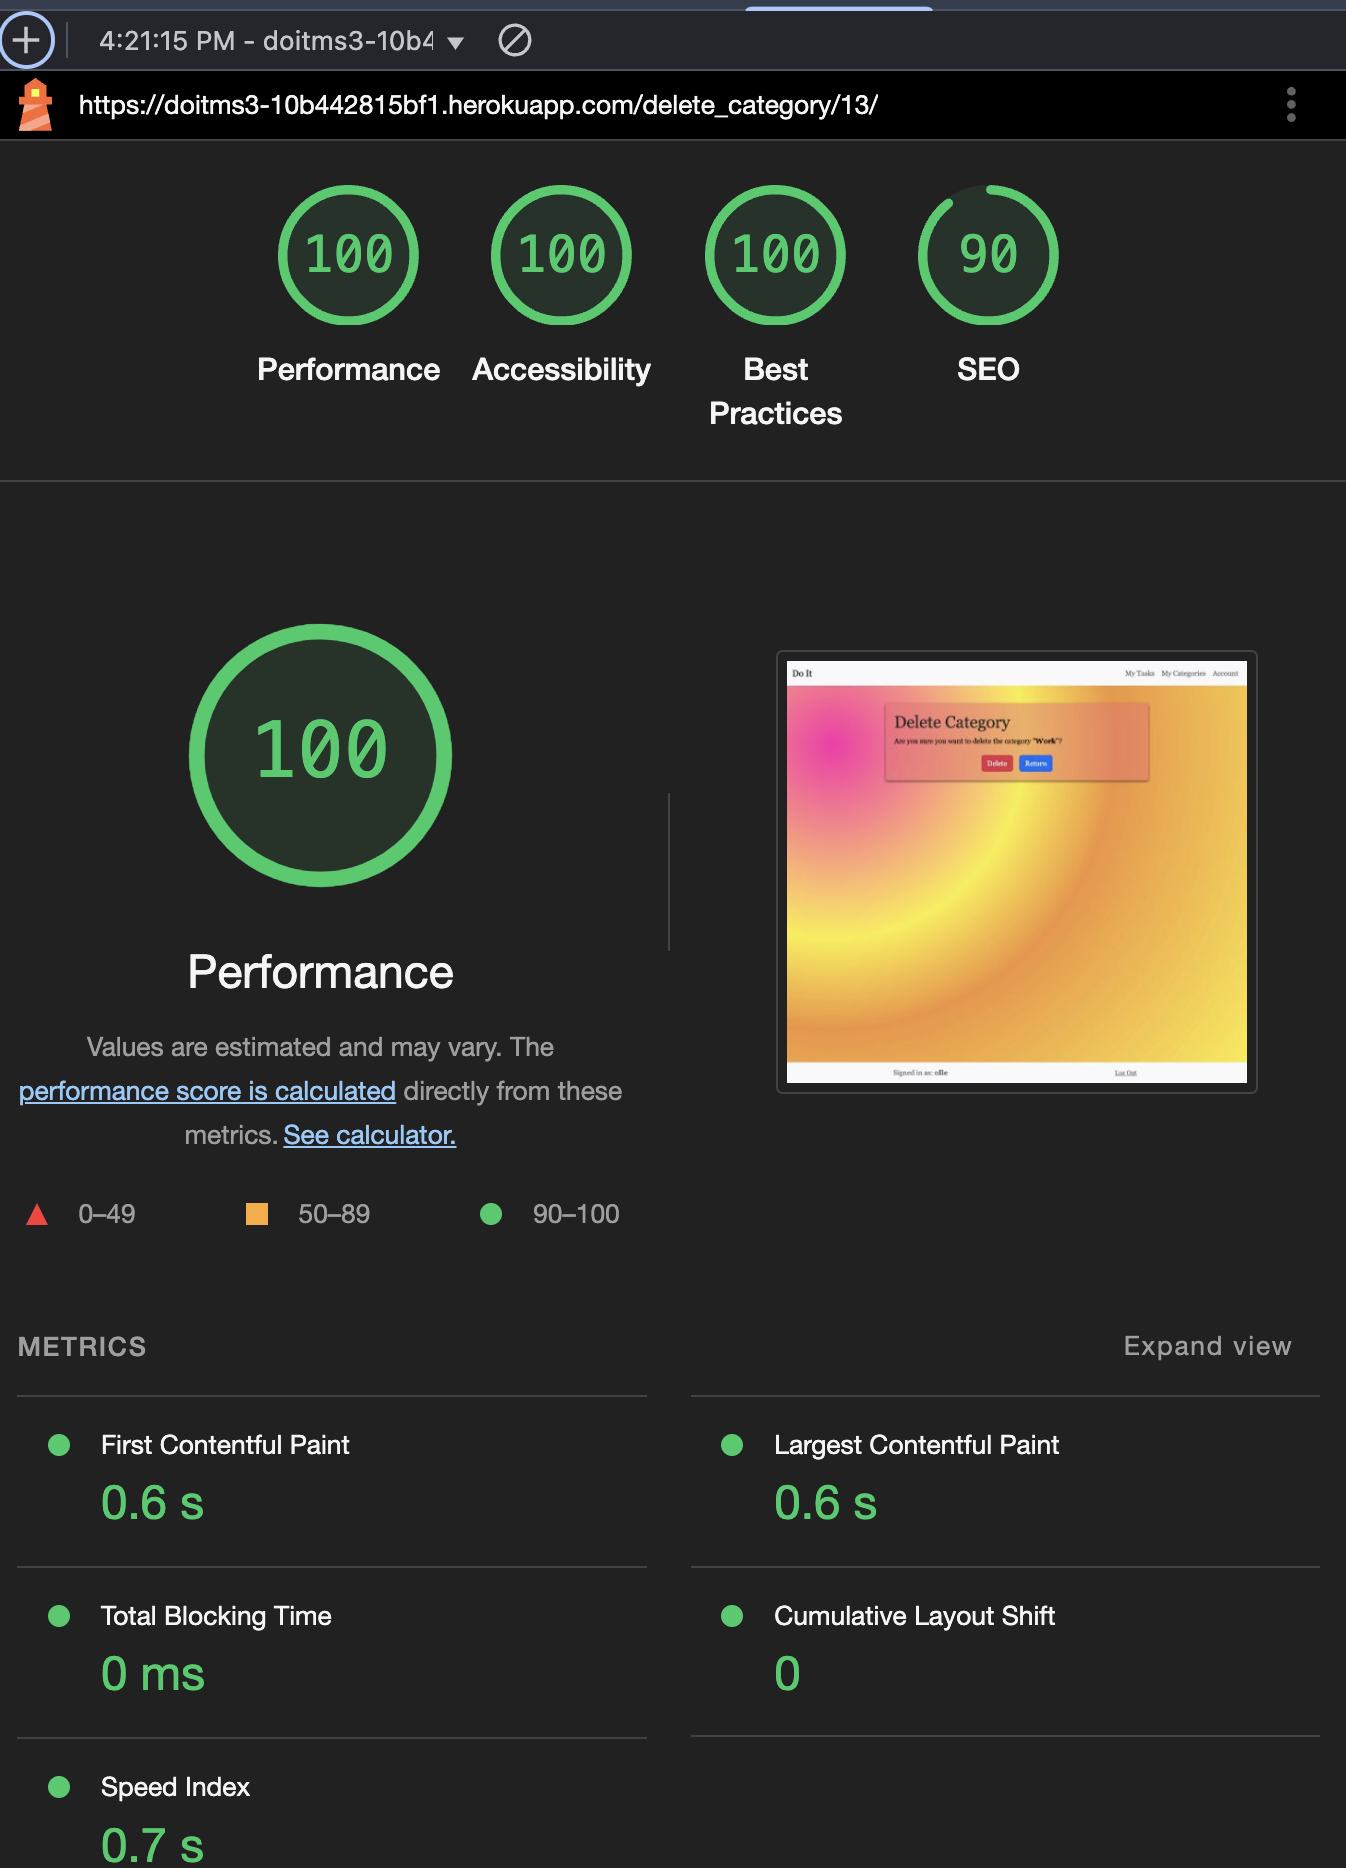 4:21:15 PM - doitms3-10b4
https://doitms3-10b442815bf1.herokuapp.com/delete_category/13/
100
100
100
90
Performance
Accessibility
Best
Practices
SEO
100
Performance
Values are estimated and may vary. The
performance score is calculated directly from these
metrics. See calculator.
0–49
50–89
90–100
Do It
My Tasks My Categories Account
Delete Category
Are you sure you want to delete the category "Work"?
Delete Return
Signed in as: olle
Log Out
METRICS
Expand view
First Contentful Paint
0.6 s
Largest Contentful Paint
0.6 s
Total Blocking Time
0 ms
Cumulative Layout Shift
0
Speed Index
0.7 s